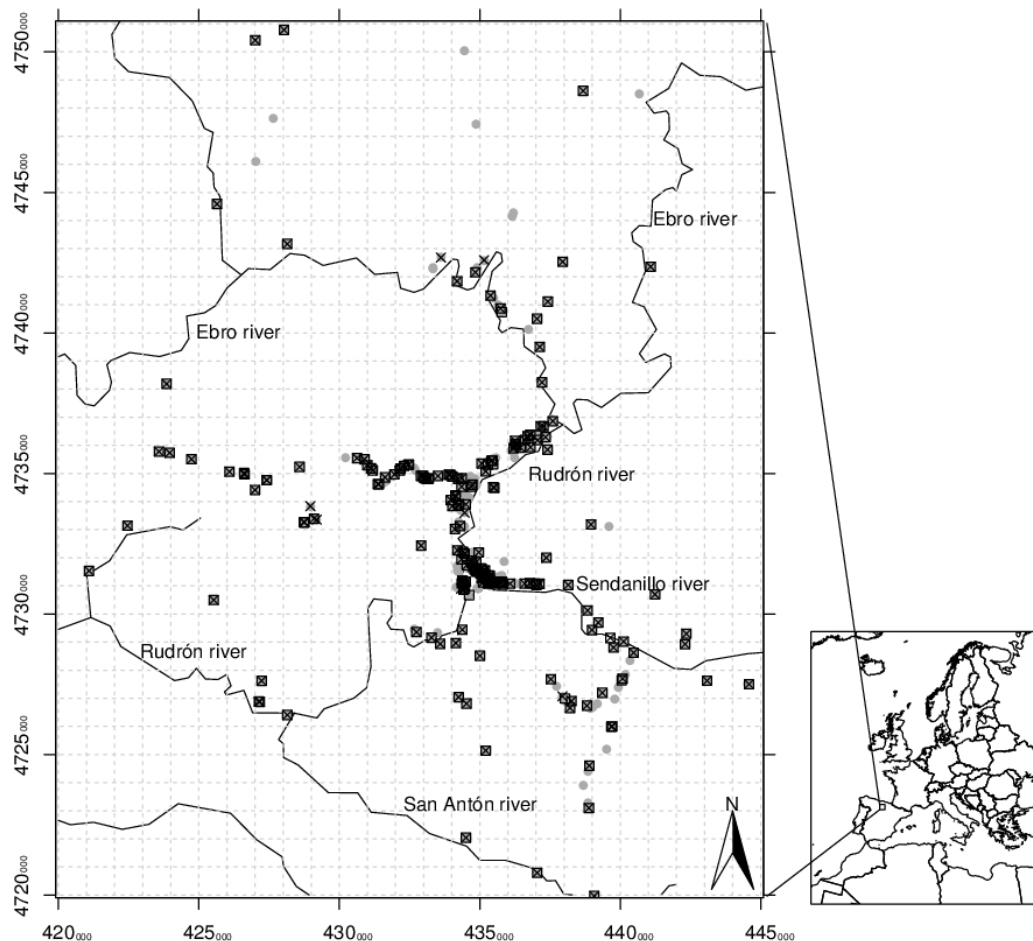 4750000
4745000
4740000
4735000
4730000
4725000
4720000
Ebro river
Ebro river
Rudrón river
Sendanillo river
Rudrón river
San Antón river
N
420000
425000
430000
435000
440000
445000